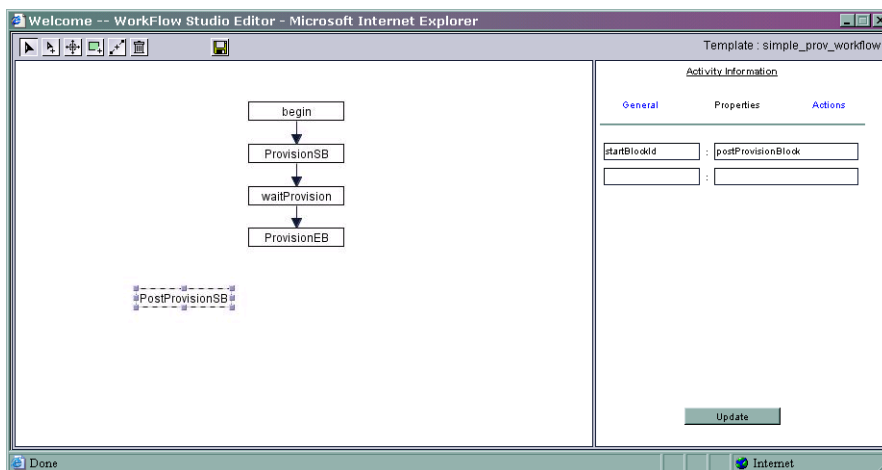 Welcome -- WorkFlow Studio Editor - Microsoft Internet Explorer
Template : simple_prov_workflow
Activity Information
General Properties Actions
begin
ProvisionSB
startBlockId : postProvisionBlock
:
waitProvision
ProvisionEB
PostProvisionSB
Update
Done
Internet